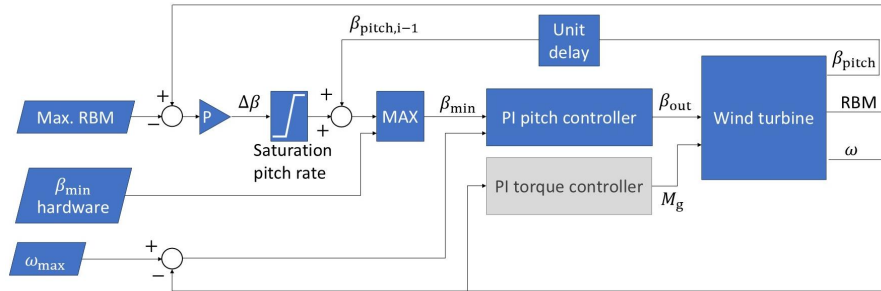 β_pitch,i−1
Unit
delay
β_pitch
+
Max. RBM
−
P
Δβ
+
+
Saturation
pitch rate
MAX
β_min
PI pitch controller
β_out
Wind turbine
RBM
ω
β_min
hardware
PI torque controller
M_g
ω_max
+
−